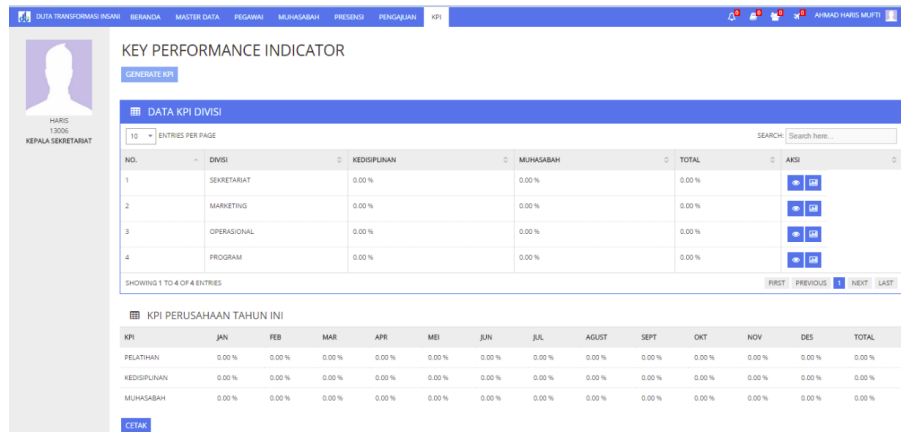 DUTA TRANSFORMASI INSANI BERANDA MASTER DATA PEGAWAI MUHASABAH PRESENSI PENGAJUAN KPI 0 0 0 0 AHMAD HARIS MUFTI
HARIS
13006
KEPALA SEKRETARIAT
KEY PERFORMANCE INDICATOR
GENERATE KPI
DATA KPI DIVISI
10 ENTRIES PER PAGE SEARCH: Search here...
NO. DIVISI KEDISIPLINAN MUHASABAH TOTAL AKSI
1 SEKRETARIAT 0.00 % 0.00 % 0.00 %
2 MARKETING 0.00 % 0.00 % 0.00 %
3 OPERASIONAL 0.00 % 0.00 % 0.00 %
4 PROGRAM 0.00 % 0.00 % 0.00 %
SHOWING 1 TO 4 OF 4 ENTRIES FIRST PREVIOUS 1 NEXT LAST
KPI PERUSAHAAN TAHUN INI
KPI JAN FEB MAR APR MEI JUN JUL AGUST SEPT OKT NOV DES TOTAL
PELATIHAN 0.00 % 0.00 % 0.00 % 0.00 % 0.00 % 0.00 % 0.00 % 0.00 % 0.00 % 0.00 % 0.00 % 0.00 % 0.00 %
KEDISIPLINAN 0.00 % 0.00 % 0.00 % 0.00 % 0.00 % 0.00 % 0.00 % 0.00 % 0.00 % 0.00 % 0.00 % 0.00 % 0.00 %
MUHASABAH 0.00 % 0.00 % 0.00 % 0.00 % 0.00 % 0.00 % 0.00 % 0.00 % 0.00 % 0.00 % 0.00 % 0.00 % 0.00 %
CETAK